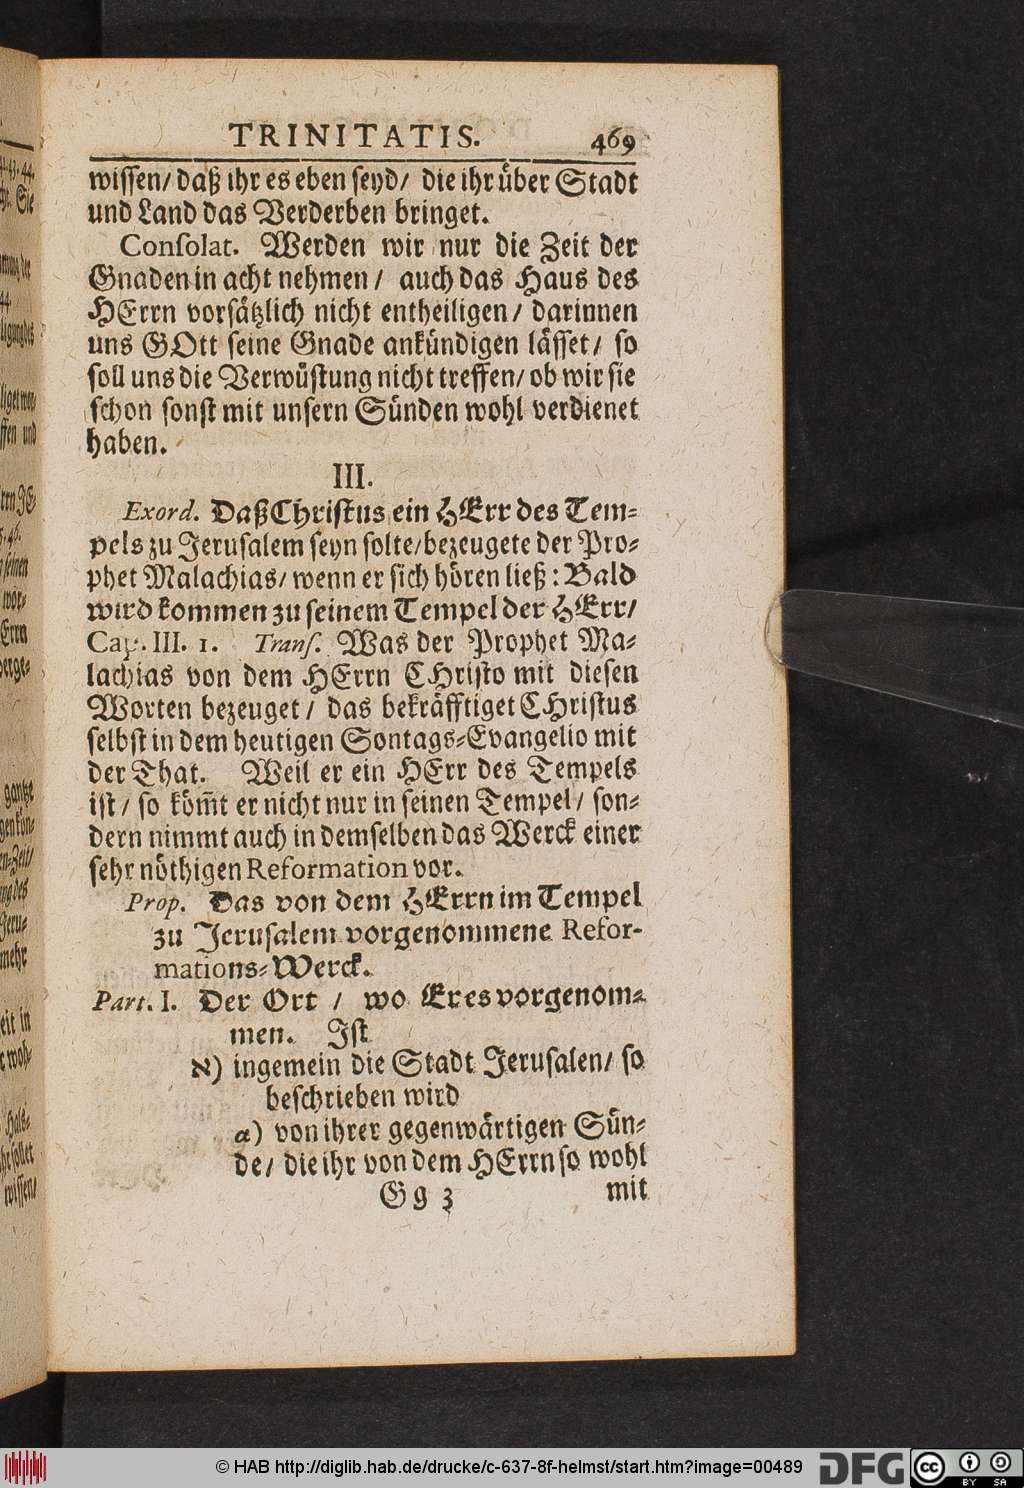 TRINITATIS. 469
wissen/ daß ihr es eben seyd/ die ihr über Stadt
und Land das Verderben bringet.
Consolat. Werden wir nur die Zeit der
Gnaden in acht nehmen/ auch das Haus des
HErrn vorsätzlich nicht entheiligen/ darinnen
uns GOtt seine Gnade ankündigen lässet/ so
soll uns die Verwüstung nicht treffen/ ob wir sie
schon sonst mit unsern Sünden wohl verdienet
haben.
III.
Exord. Daß Christus ein HErr des Tem-
pels zu Jerusalem seyn solte/ bezeugete der Pro-
phet Malachias/ wenn er sich hören ließ: Bald
wird kommen zu seinem Tempel der HErr/
Cap. III. 1. Trans. Was der Prophet Ma-
lachias von dem HErrn CHristo mit diesen
Worten bezeuget/ das bekräfftiget CHristus
selbst in dem heutigen Sontags-Evangelio mit
der That. Weil er ein HErr des Tempels
ist/ so kömt er nicht nur in seinen Tempel/ son-
dern nimmt auch in demselben das Werck einer
sehr nöthigen Reformation vor.
Prop. Das von dem HErrn im Tempel
zu Jerusalem vorgenommene Refor-
mations-Werck.
Part. I. Der Ort / wo Er es vorgenom-
men. Ist
א) ingemein die Stadt Jerusalen/ so
beschrieben wird
α) von ihrer gegenwärtigen Sün-
de/ die ihr von dem HErrn so wohl
Gg 3 mit
© HAB http://diglib.hab.de/drucke/c-637-8f-helmst/start.htm?image=00489
DFG
cc BY SA